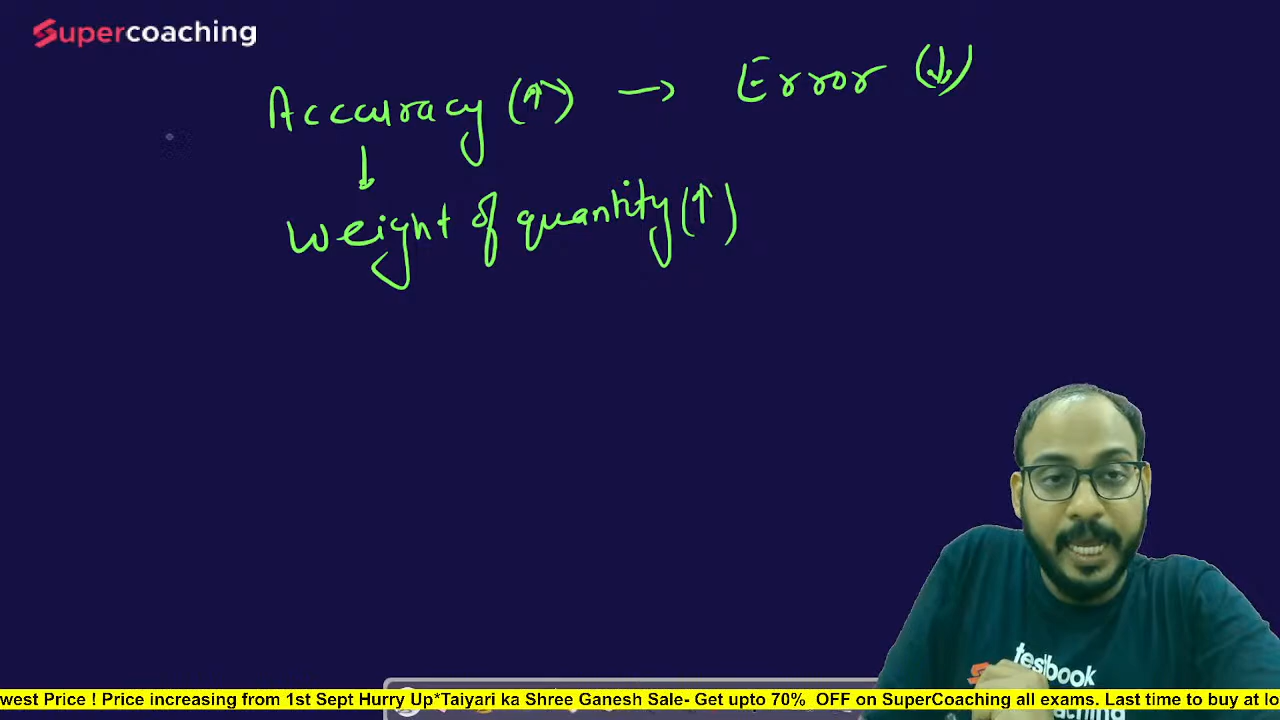 Supercoaching
Accuracy (↑) → Error (↓)
↓
Weight of quantity (↑)
testbook
coaching
west Price ! Price increasing from 1st Sept Hurry Up*Taiyari ka Shree Ganesh Sale- Get upto 70% OFF on SuperCoaching all exams. Last time to buy at lo